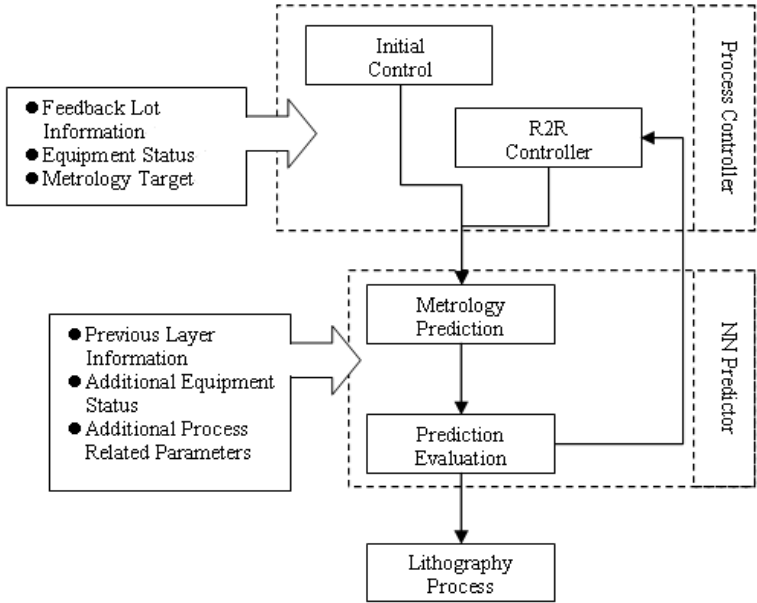 Initial
Control
Process Controller
● Feedback Lot
Information
● Equipment Status
● Metrology Target
R2R
Controller
Metrology
Prediction
NN Predictor
● Previous Layer
Information
● Additional Equipment
Status
● Additional Process
Related Parameters
Prediction
Evaluation
Lithography
Process